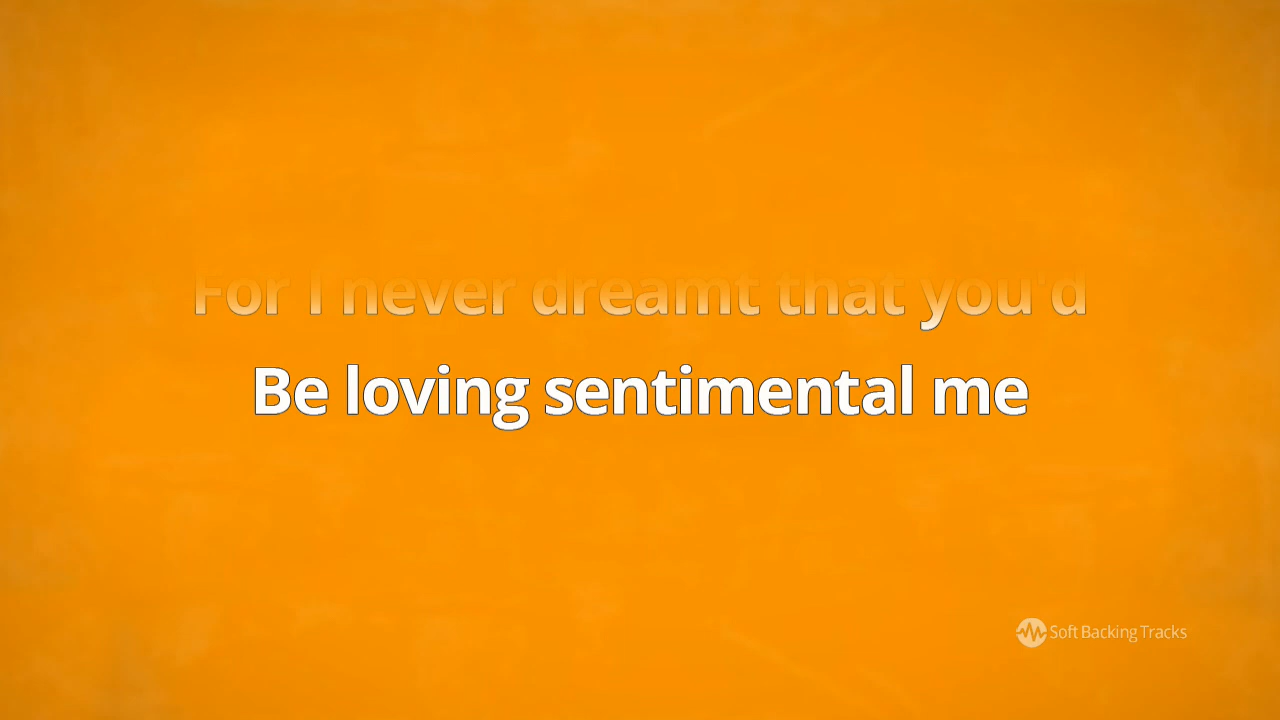 For I never dreamt that you'd
Be loving sentimental me
Soft Backing Tracks